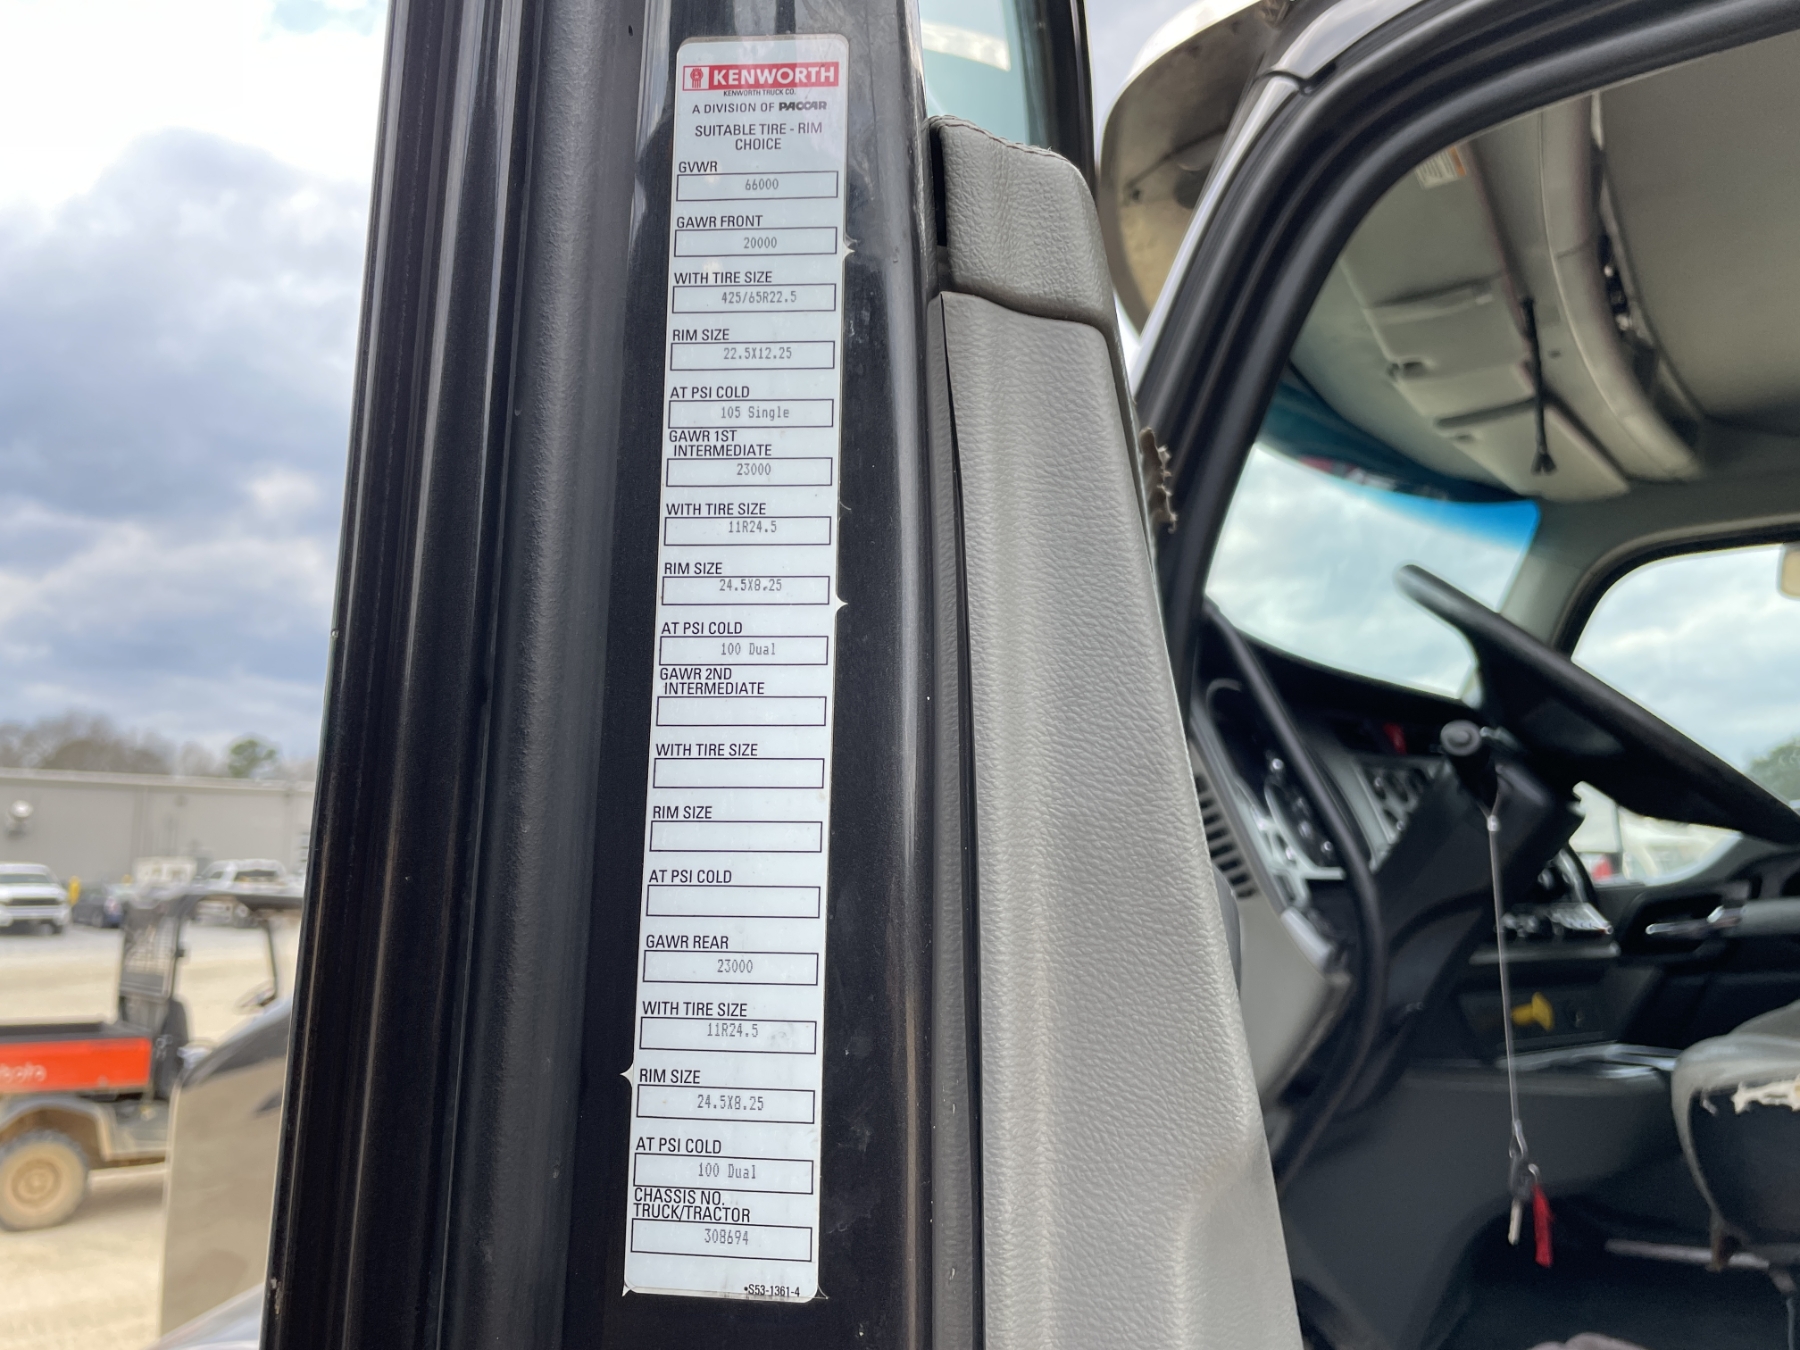 KENWORTH
KENWORTH TRUCK CO.
A DIVISION OF PACCAR
SUITABLE TIRE - RIM
CHOICE
GVWR
66000
GAWR FRONT
20000
WITH TIRE SIZE
425/65R22.5
RIM SIZE
22.5X12.25
AT PSI COLD
105 Single
GAWR 1ST
INTERMEDIATE
23000
WITH TIRE SIZE
11R24.5
RIM SIZE
24.5X8.25
AT PSI COLD
100 Dual
GAWR 2ND
INTERMEDIATE
WITH TIRE SIZE
RIM SIZE
AT PSI COLD
GAWR REAR
23000
WITH TIRE SIZE
11R24.5
RIM SIZE
24.5X8.25
AT PSI COLD
100 Dual
CHASSIS NO.
TRUCK/TRACTOR
308694
•S53-1361-4